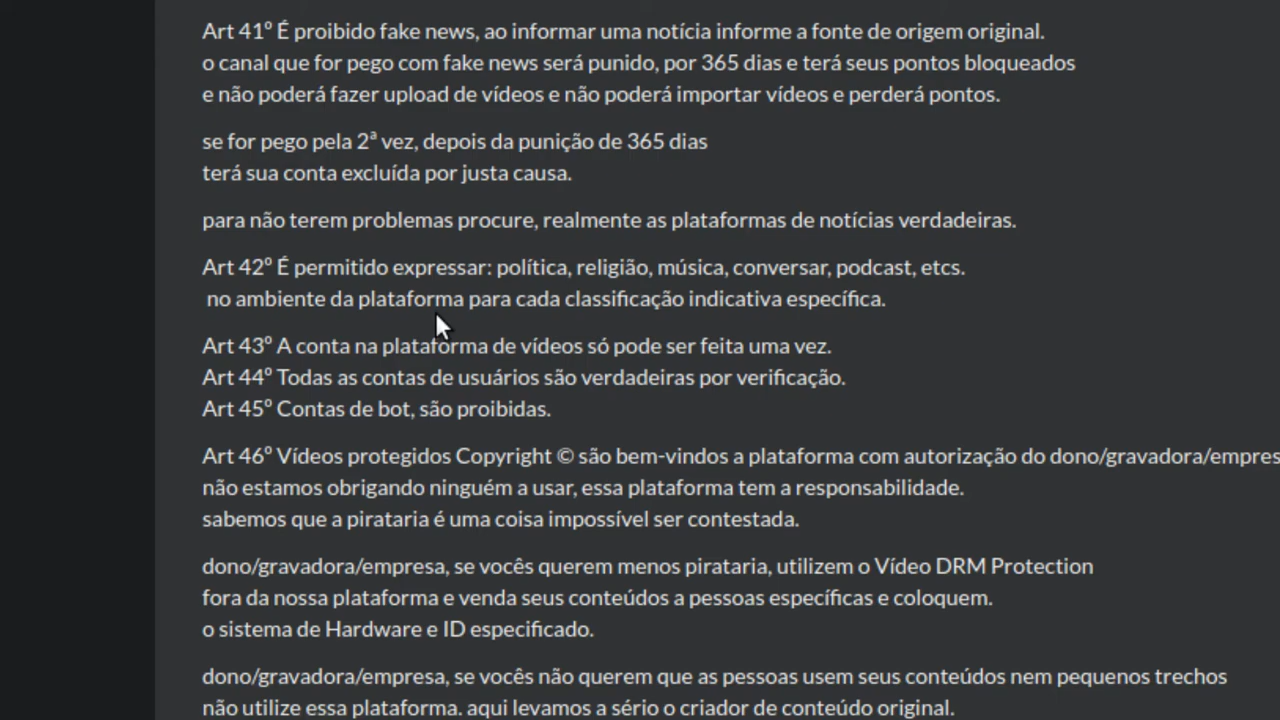 Art 41º É proibido fake news, ao informar uma notícia informe a fonte de origem original.
o canal que for pego com fake news será punido, por 365 dias e terá seus pontos bloqueados
e não poderá fazer upload de vídeos e não poderá importar vídeos e perderá pontos.
se for pego pela 2ª vez, depois da punição de 365 dias
terá sua conta excluída por justa causa.
para não terem problemas procure, realmente as plataformas de notícias verdadeiras.
Art 42º É permitido expressar: política, religião, música, conversar, podcast, etcs.
no ambiente da plataforma para cada classificação indicativa específica.
Art 43º A conta na plataforma de vídeos só pode ser feita uma vez.
Art 44º Todas as contas de usuários são verdadeiras por verificação.
Art 45º Contas de bot, são proibidas.
Art 46º Vídeos protegidos Copyright © são bem-vindos a plataforma com autorização do dono/gravadora/empres
não estamos obrigando ninguém a usar, essa plataforma tem a responsabilidade.
sabemos que a pirataria é uma coisa impossível ser contestada.
dono/gravadora/empresa, se vocês querem menos pirataria, utilizem o Vídeo DRM Protection
fora da nossa plataforma e venda seus conteúdos a pessoas específicas e coloquem.
o sistema de Hardware e ID especificado.
dono/gravadora/empresa, se vocês não querem que as pessoas usem seus conteúdos nem pequenos trechos
não utilize essa plataforma. aqui levamos a sério o criador de conteúdo original.